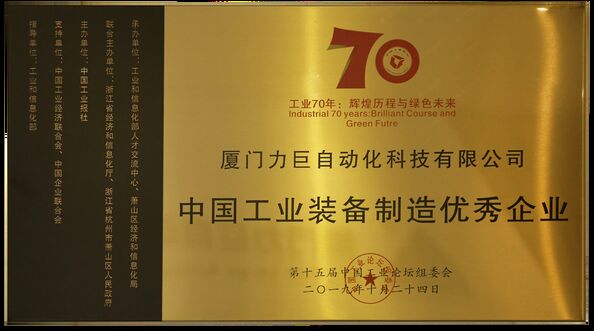 70
工业70年：辉煌历程与绿色未来
Industrial 70 years:Brilliant Course and
Green Futre
厦门力巨自动化科技有限公司
中国工业装备制造优秀企业
第十五届中国工业论坛组委会
二〇一九年十月二十四日
指导单位：工业和信息化部
支持单位：中国工业经济联合会、中国企业联合会
主办单位：中国工业报社
联合主办单位：浙江省经济和信息化厅、浙江省杭州市萧山区人民政府
承办单位：工业和信息化部人才交流中心、萧山区经济和信息化局